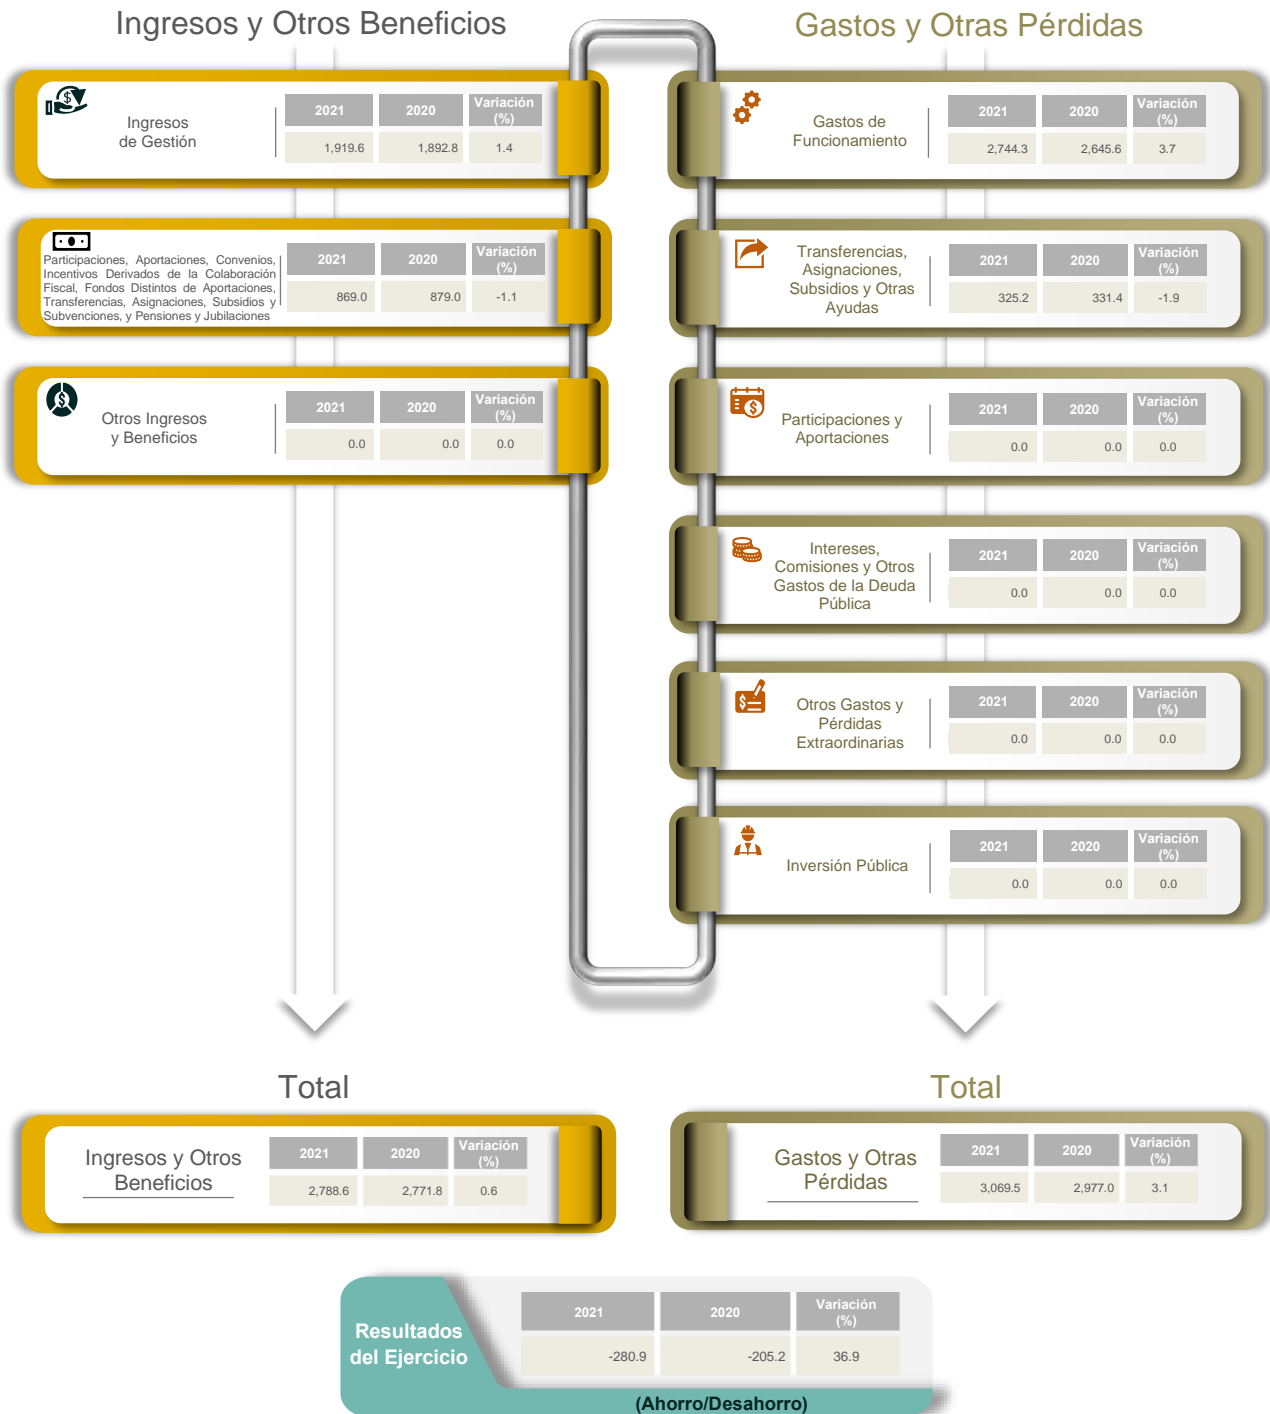 Ingresos y Otros Beneficios
Ingresos
de Gestión
2021 2020 Variación
(%)
1,919.6 1,892.8 1.4
Participaciones, Aportaciones, Convenios,
Incentivos Derivados de la Colaboración
Fiscal, Fondos Distintos de Aportaciones,
Transferencias, Asignaciones, Subsidios y
Subvenciones, y Pensiones y Jubilaciones
2021 2020 Variación
(%)
869.0 879.0 -1.1
Otros Ingresos
y Beneficios
2021 2020 Variación
(%)
0.0 0.0 0.0
Gastos y Otras Pérdidas
Gastos de
Funcionamiento
2021 2020 Variación
(%)
2,744.3 2,645.6 3.7
Transferencias,
Asignaciones,
Subsidios y Otras
Ayudas
2021 2020 Variación
(%)
325.2 331.4 -1.9
Participaciones y
Aportaciones
2021 2020 Variación
(%)
0.0 0.0 0.0
Intereses,
Comisiones y Otros
Gastos de la Deuda
Pública
2021 2020 Variación
(%)
0.0 0.0 0.0
Otros Gastos y
Pérdidas
Extraordinarias
2021 2020 Variación
(%)
0.0 0.0 0.0
Inversión Pública
2021 2020 Variación
(%)
0.0 0.0 0.0
Total
Ingresos y Otros
Beneficios
2021 2020 Variación
(%)
2,788.6 2,771.8 0.6
Total
Gastos y Otras
Pérdidas
2021 2020 Variación
(%)
3,069.5 2,977.0 3.1
Resultados
del Ejercicio
2021 2020 Variación
(%)
-280.9 -205.2 36.9
(Ahorro/Desahorro)